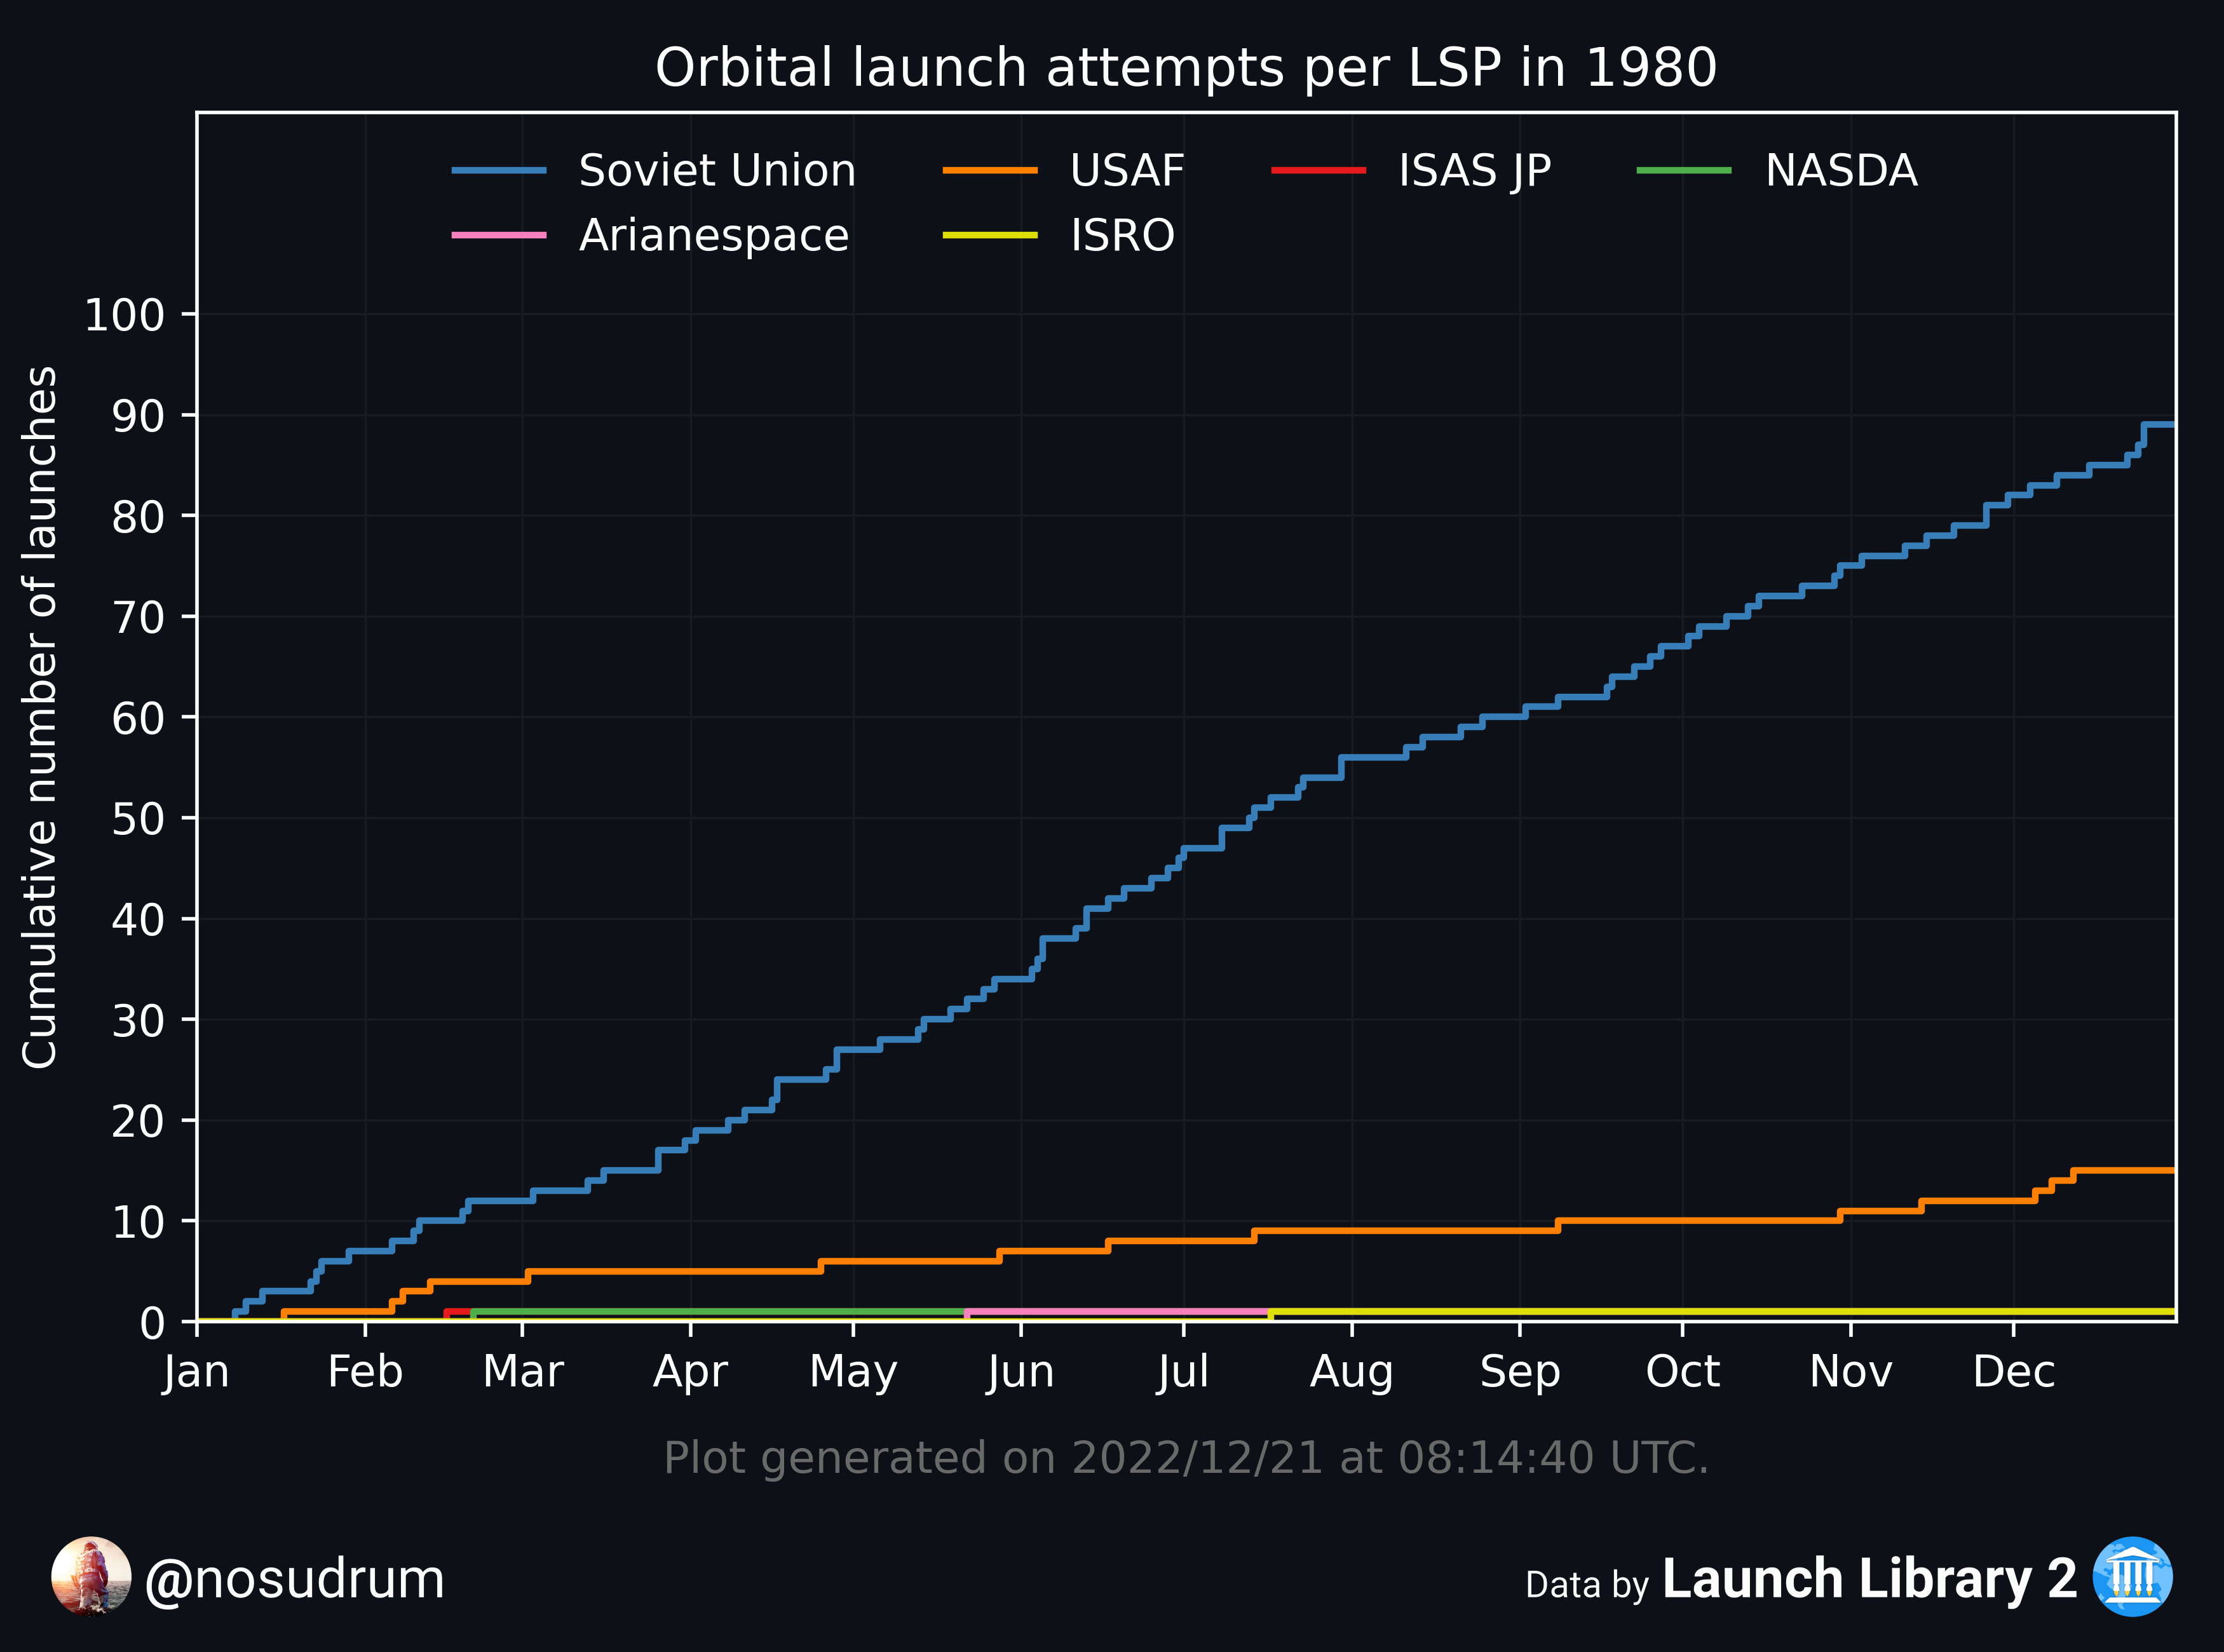 Orbital launch attempts per LSP in 1980
Soviet Union USAF ISAS JP NASDA
Arianespace ISRO
Cumulative number of launches
100
90
80
70
60
50
40
30
20
10
0
Jan Feb Mar Apr May Jun Jul Aug Sep Oct Nov Dec
Plot generated on 2022/12/21 at 08:14:40 UTC.
@nosudrum
Data by Launch Library 2